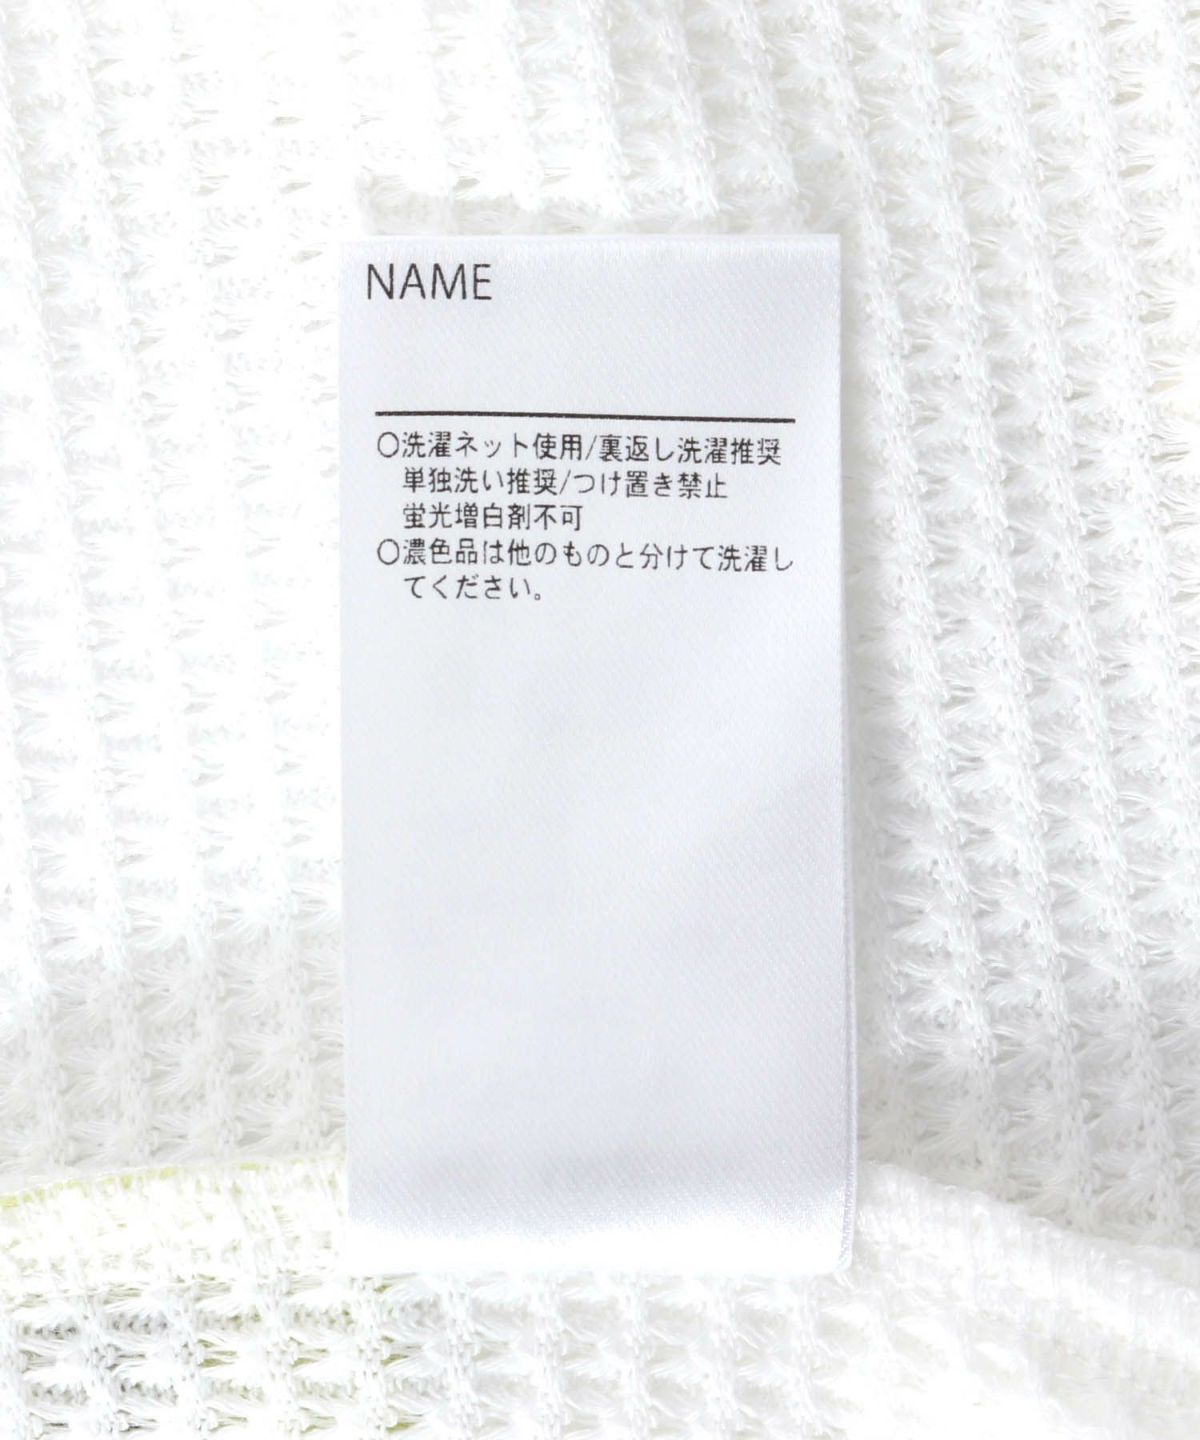 NAME
〇洗濯ネット使用/裏返し洗濯推奨
単独洗い推奨/つけ置き禁止
蛍光増白剤不可
〇濃色品は他のものと分けて洗濯し
てください。